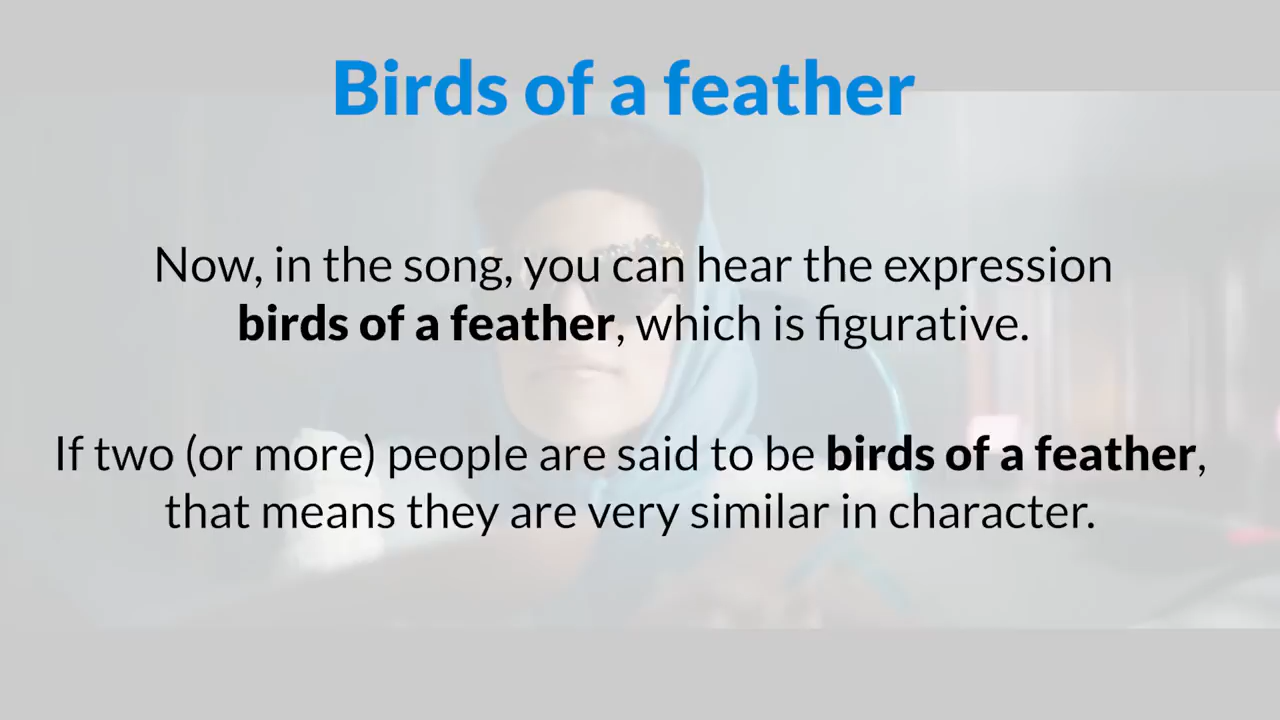 Birds of a feather
Now, in the song, you can hear the expression
birds of a feather, which is figurative.
If two (or more) people are said to be birds of a feather,
that means they are very similar in character.